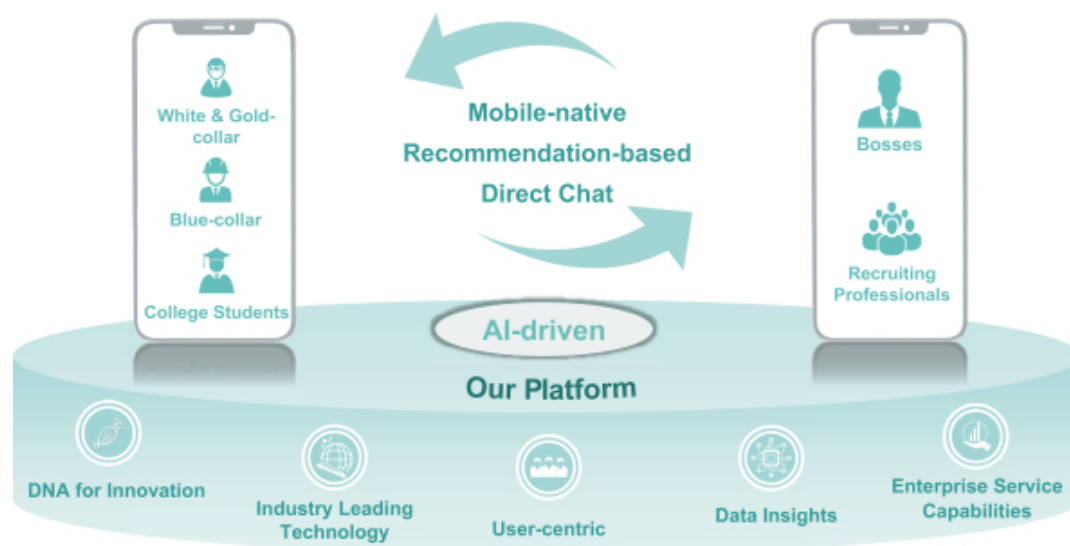 White & Gold-
collar
Blue-collar
College Students
Mobile-native
Recommendation-based
Direct Chat
Bosses
Recruiting
Professionals
AI-driven
Our Platform
DNA for Innovation
Industry Leading
Technology
User-centric
Data Insights
Enterprise Service
Capabilities